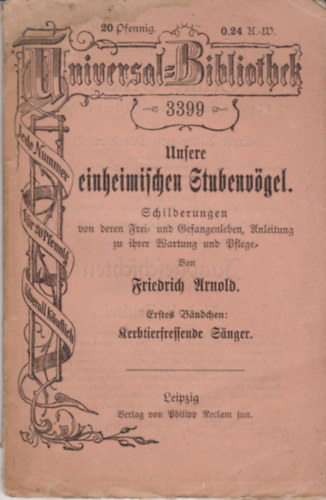 20 Pfennig. 0.24 K.-W.
Universal-Bibliothek
3399
Jede Nummer
für 20 Pfennig
überall käuflich
Unsere
einheimischen Stubenvögel.
Schilderungen
von deren Frei- und Gefangenleben, Anleitung
zu ihrer Wartung und Pflege.
Von
Friedrich Arnold.
Erstes Bändchen:
Kerbtierfressende Sänger.
Leipzig
Verlag von Philipp Reclam jun.